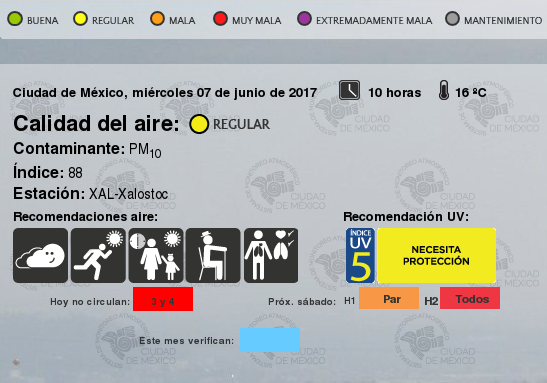 BUENA REGULAR MALA MUY MALA EXTREMADAMENTE MALA MANTENIMIENTO
Ciudad de México, miércoles 07 de junio de 2017 10 horas 16 ºC
Calidad del aire: REGULAR
Contaminante: PM10
Índice: 88
Estación: XAL-Xalostoc
Recomendaciones aire: Recomendación UV:
ÍNDICE UV 5 NECESITA PROTECCIÓN
Hoy no circulan: 3 y 4 Próx. sábado: H1 Par H2 Todos
Este mes verifican:
MONITOREO ATMOSFÉRICO CIUDAD DE MÉXICO